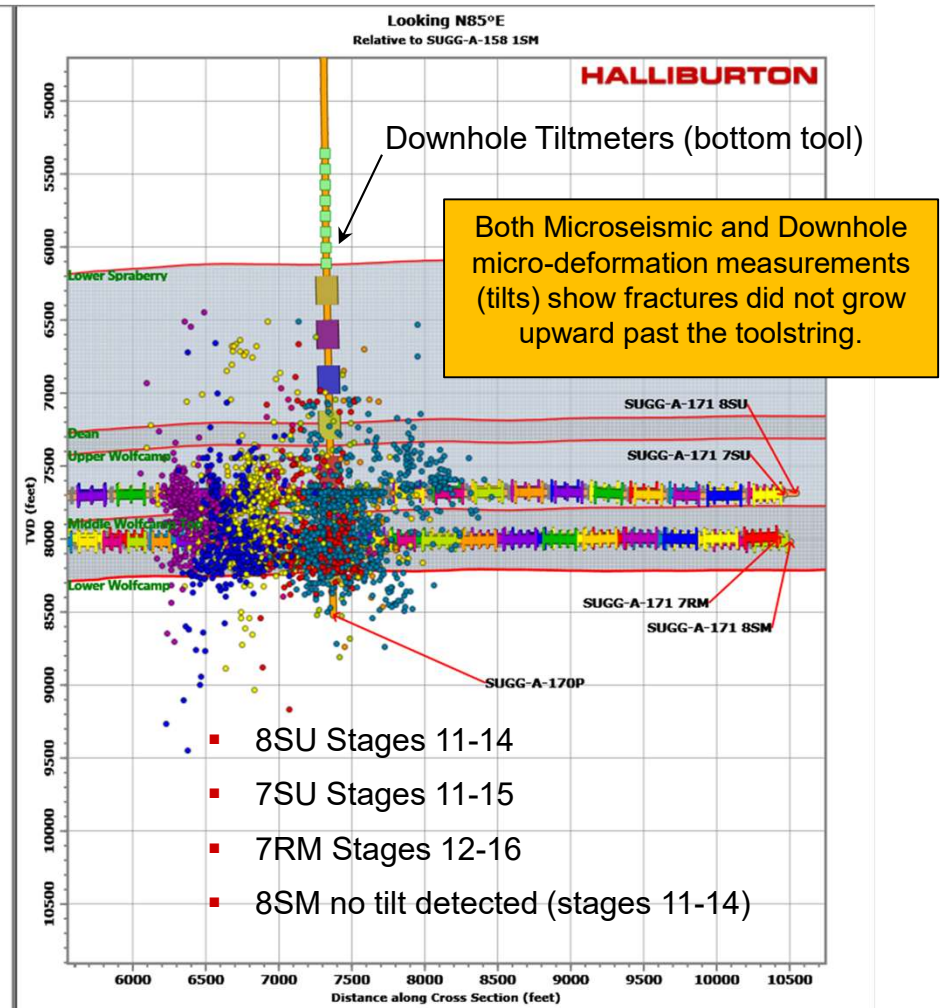 Looking N85°E
Relative to SUGG-A-158 1SM
HALLIBURTON
Downhole Tiltmeters (bottom tool)
Both Microseismic and Downhole
micro-deformation measurements
(tilts) show fractures did not grow
upward past the toolstring.
TVD (feet)
5000
5500
6000
6500
7000
7500
8000
8500
9000
9500
10000
10500
Lower Spraberry
Dean
Upper Wolfcamp
Middle Wolfcamp
Lower Wolfcamp
SUGG-A-171 8SU
SUGG-A-171 7SU
SUGG-A-171 7RM
SUGG-A-171 8SM
SUGG-A-170P
▪ 8SU Stages 11-14
▪ 7SU Stages 11-15
▪ 7RM Stages 12-16
▪ 8SM no tilt detected (stages 11-14)
6000 6500 7000 7500 8000 8500 9000 9500 10000 10500
Distance along Cross Section (feet)